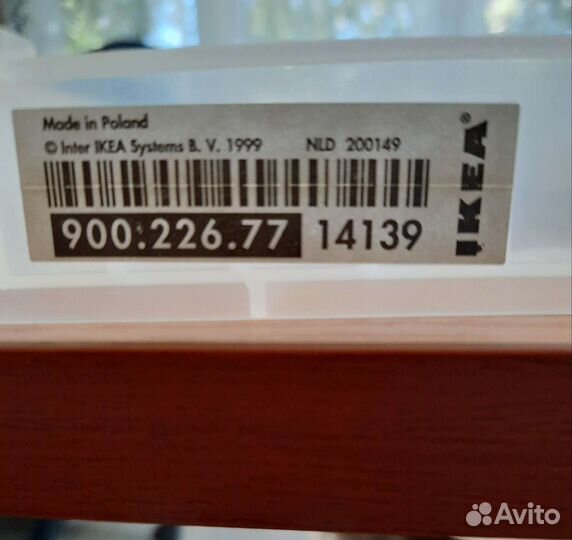 Made in Poland
© Inter IKEA Systems B. V. 1999 NLD 200149
900.226.77 14139
IKEA®
Avito